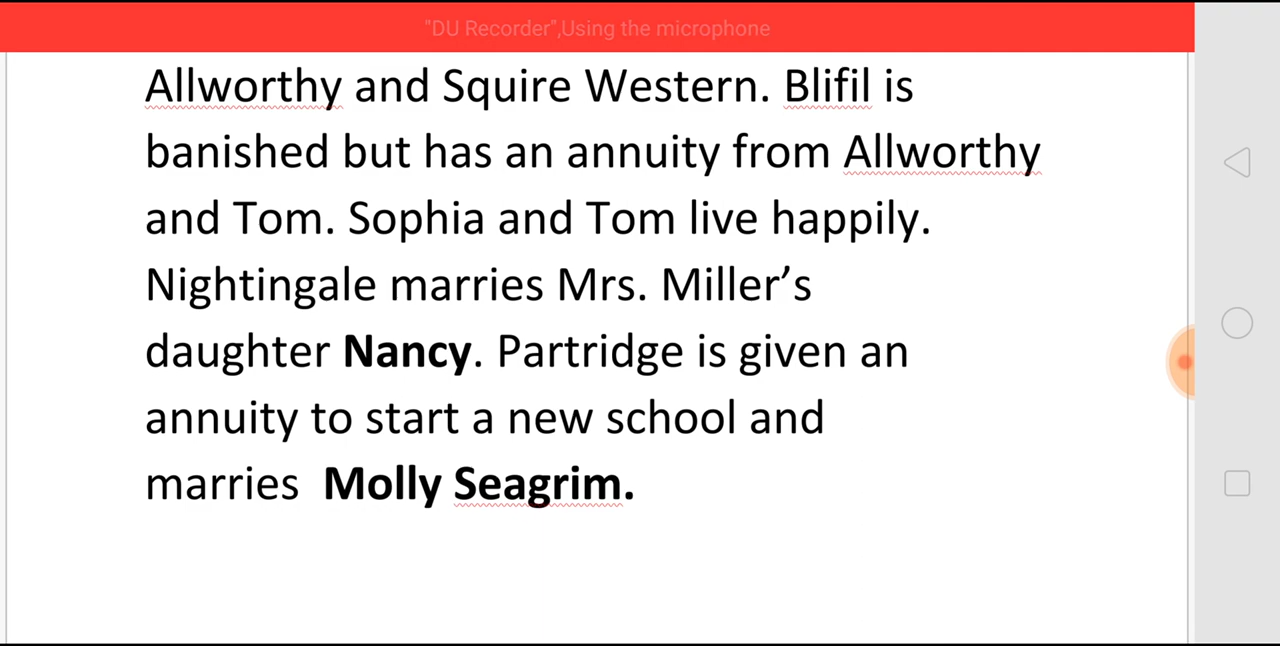 "DU Recorder",Using the microphone
Allworthy and Squire Western. Blifil is
banished but has an annuity from Allworthy
and Tom. Sophia and Tom live happily.
Nightingale marries Mrs. Miller’s
daughter Nancy. Partridge is given an
annuity to start a new school and
marries  Molly Seagrim.